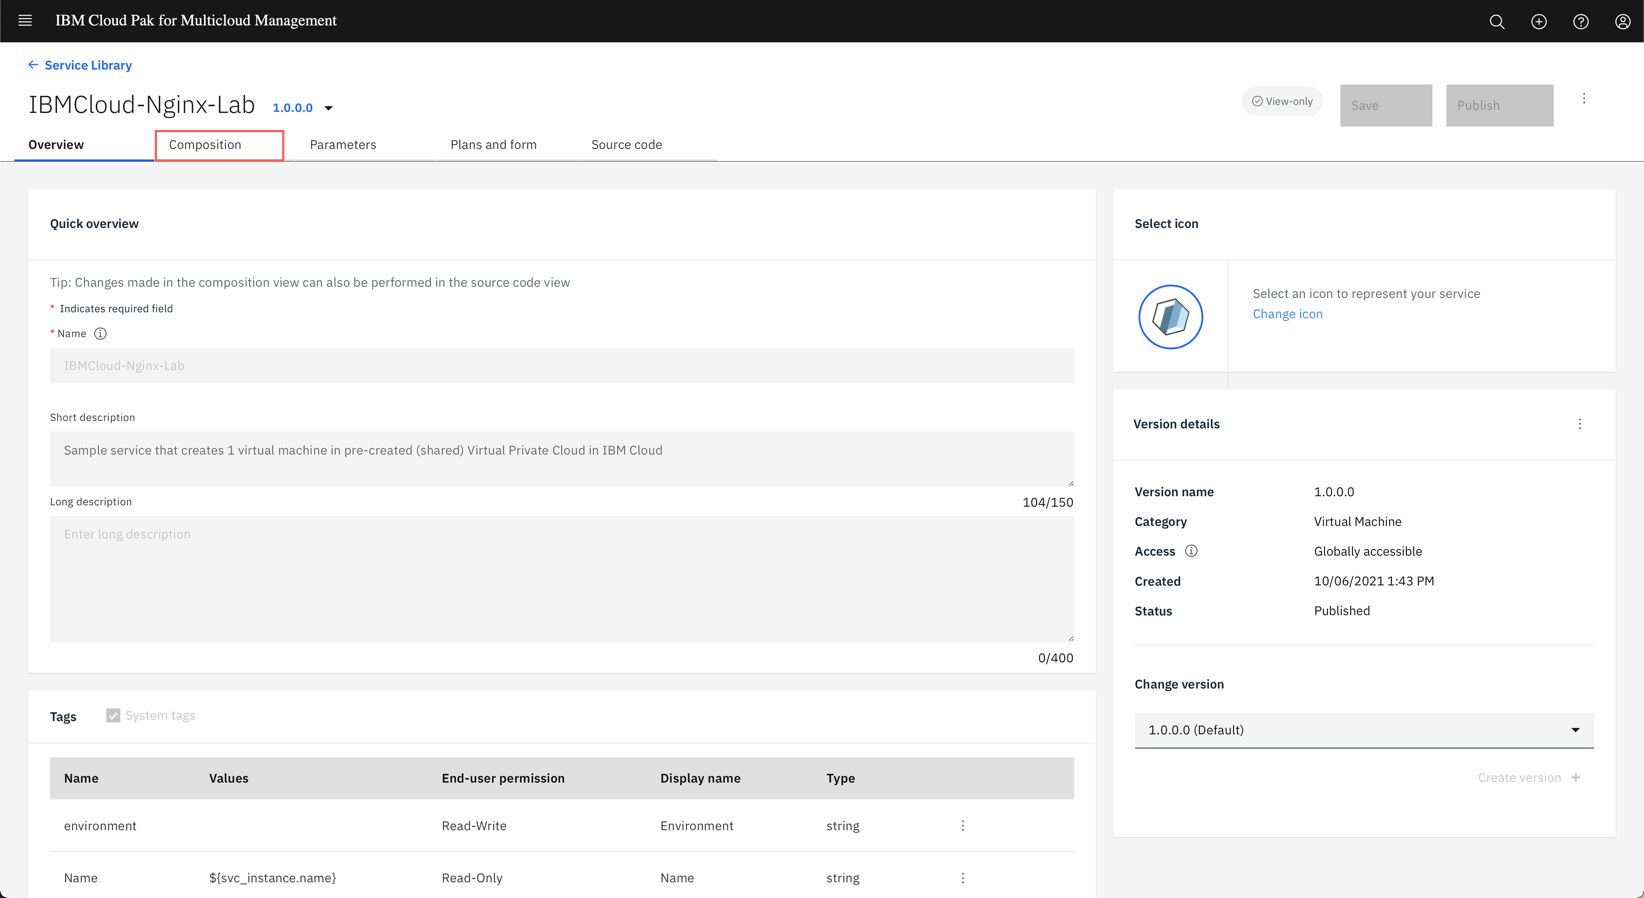 IBM Cloud Pak for Multicloud Management
← Service Library
IBMCloud-Nginx-Lab 1.0.0.0
View-only
Save
Publish
Overview
Composition
Parameters
Plans and form
Source code
Quick overview
Tip: Changes made in the composition view can also be performed in the source code view
* Indicates required field
* Name
IBMCloud-Nginx-Lab
Short description
Sample service that creates 1 virtual machine in pre-created (shared) Virtual Private Cloud in IBM Cloud
Long description 104/150
Enter long description
0/400
Tags System tags
Name Values End-user permission Display name Type
environment Read-Write Environment string
Name ${svc_instance.name} Read-Only Name string
Select icon
Select an icon to represent your service
Change icon
Version details
Version name 1.0.0.0
Category Virtual Machine
Access Globally accessible
Created 10/06/2021 1:43 PM
Status Published
Change version
1.0.0.0 (Default)
Create version +